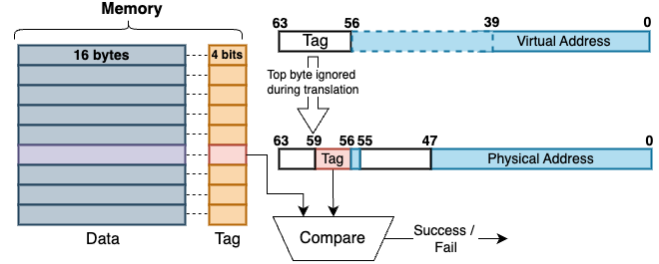 Memory
16 bytes
4 bits
Data
Tag
63
56
39
0
Tag
Virtual Address
Top byte ignored
during translation
63
59
56
55
47
0
Tag
Physical Address
Compare
Success /
Fail